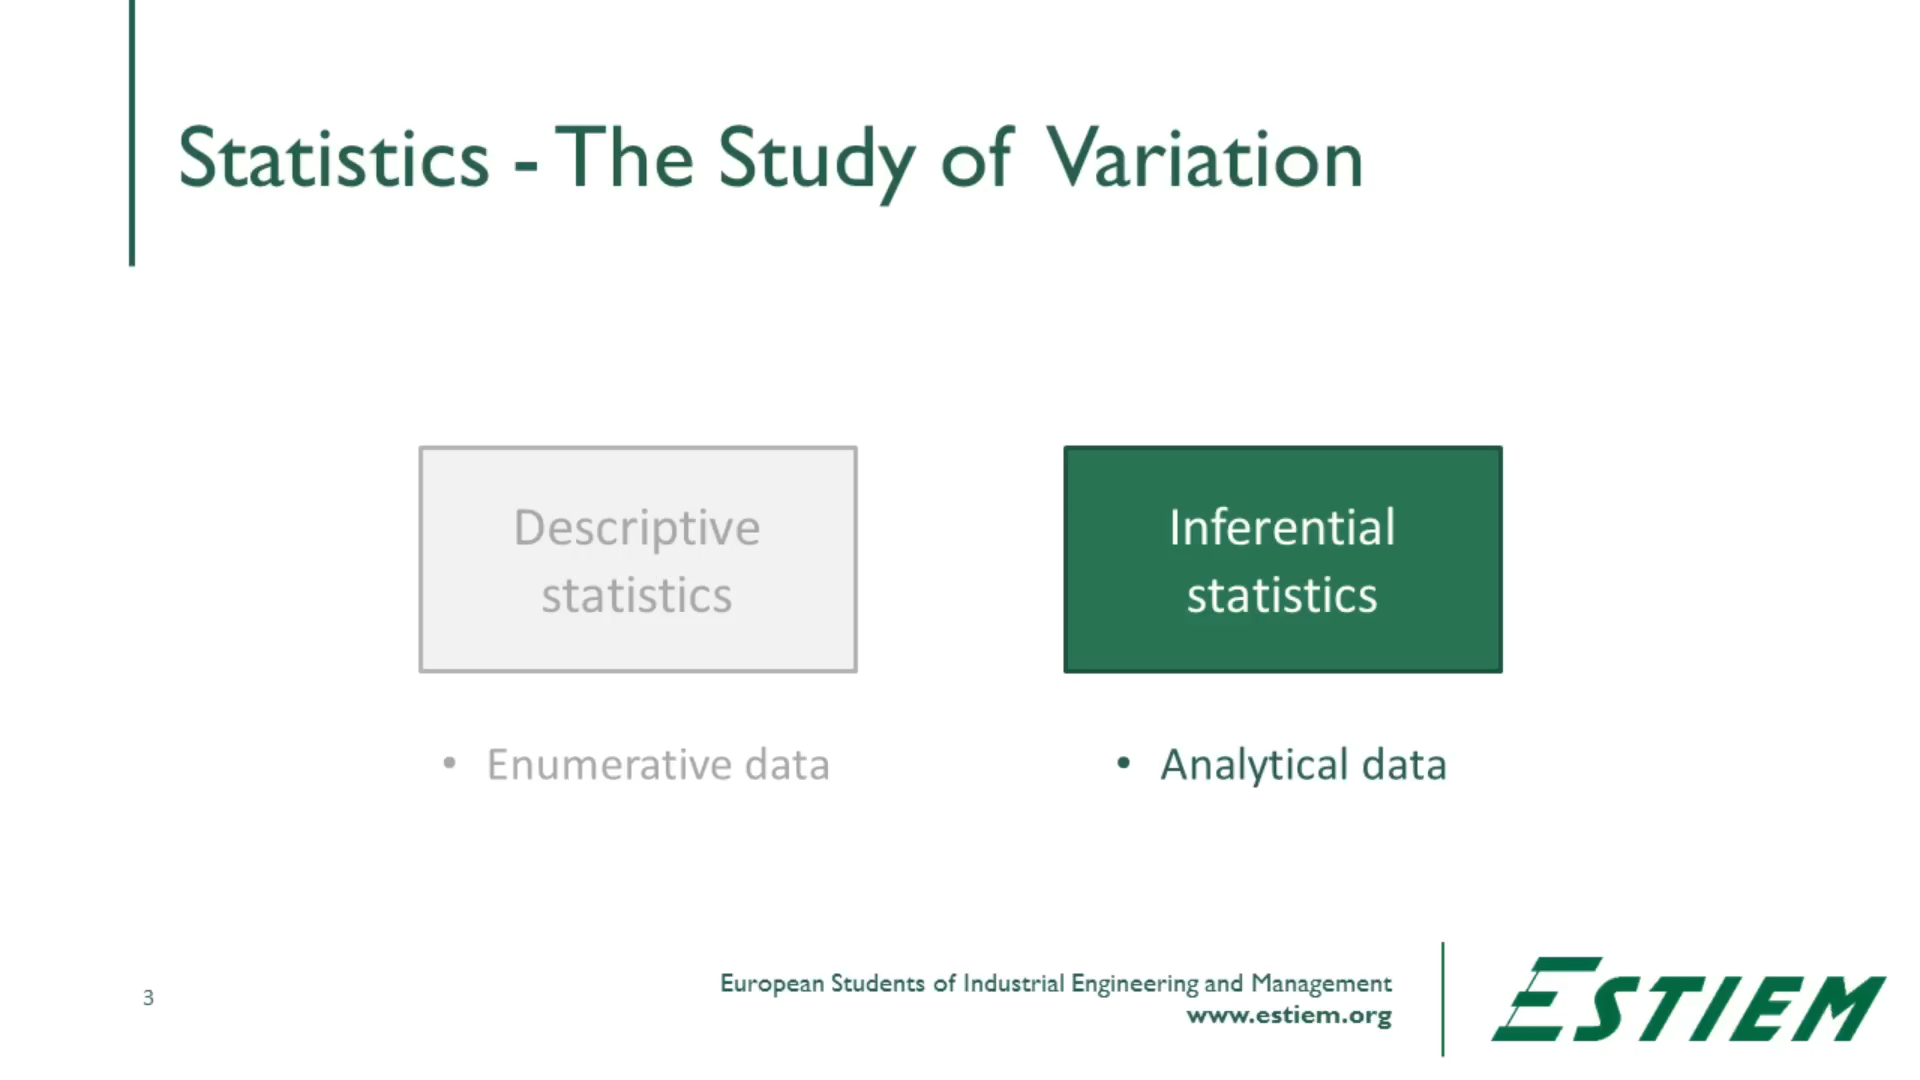 Statistics - The Study of Variation
Descriptive
statistics
Inferential
statistics
• Enumerative data
• Analytical data
3
European Students of Industrial Engineering and Management
www.estiem.org
ESTIEM